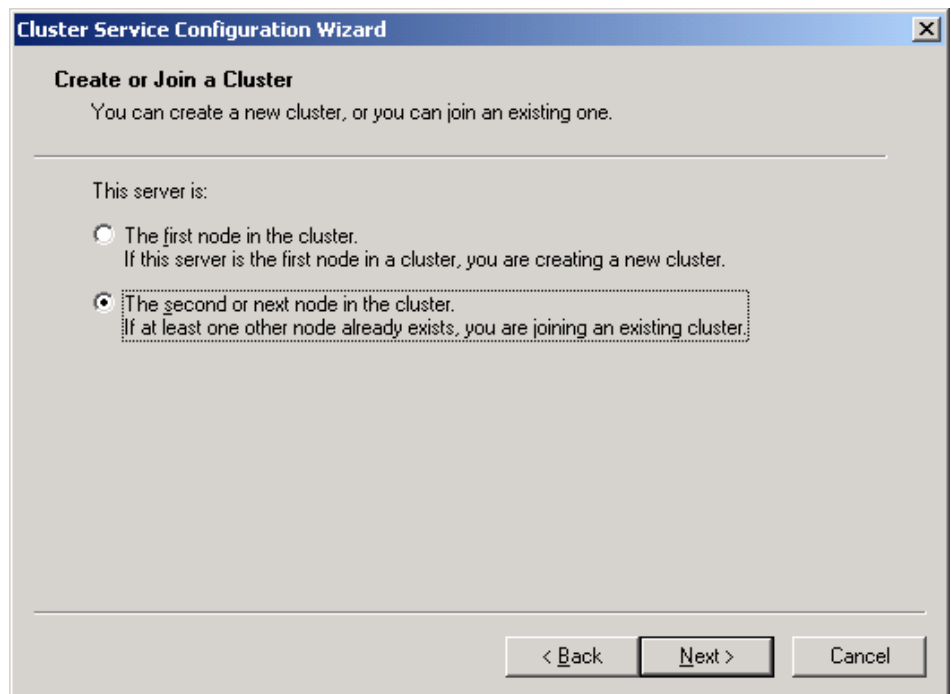 Cluster Service Configuration Wizard
Create or Join a Cluster
You can create a new cluster, or you can join an existing one.
This server is:
The first node in the cluster.
If this server is the first node in a cluster, you are creating a new cluster.
The second or next node in the cluster.
If at least one other node already exists, you are joining an existing cluster.
< Back
Next >
Cancel